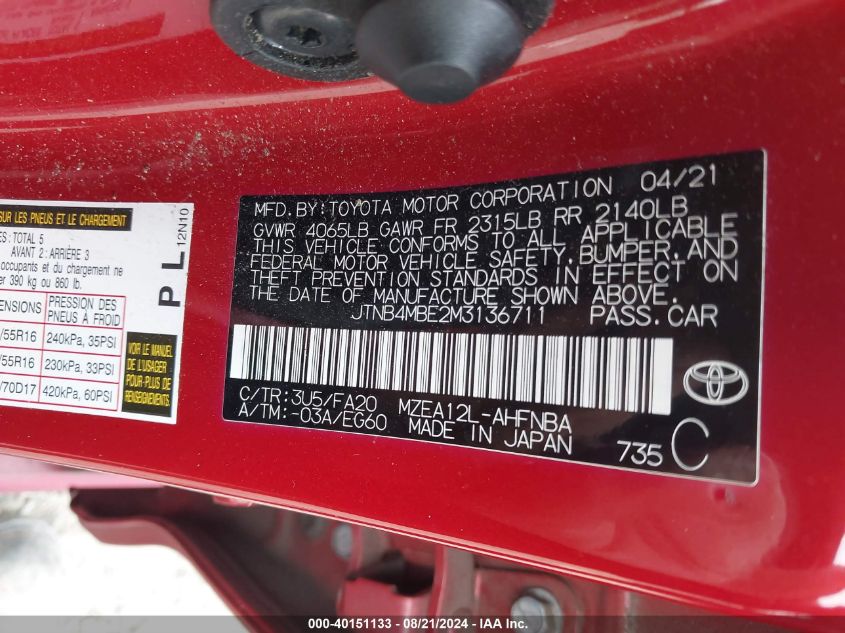 SUR LES PNEUS ET LE CHARGEMENT
TOTAL 5
AVANT 2 : ARRIÈRE 3
occupants et du chargement ne
390 kg ou 860 lb.
PRESSION DES
PNEUS À FROID
/55R16 240kPa, 35PSI
/55R16 230kPa, 33PSI
/70D17 420kPa, 60PSI
VOIR LE MANUEL
DE L'USAGER
POUR-PLUS DE
RENSEIGNEMENTS
P L
12N10
MFD.BY:TOYOTA MOTOR CORPORATION 04/21
GVWR 4065LB GAWR FR 2315LB RR 2140LB
THIS VEHICLE CONFORMS TO ALL APPLICABLE
FEDERAL MOTOR VEHICLE SAFETY,BUMPER,AND
THEFT PREVENTION STANDARDS IN EFFECT ON
THE DATE OF MANUFACTURE SHOWN ABOVE.
JTNB4MBE2M3136711 PASS.CAR
C/TR:3U5/FA20 MZEA12L-AHFNBA
A/TM:-03A/EG60 MADE IN JAPAN
735 C
000-40151133 - 08/21/2024 - IAA Inc.